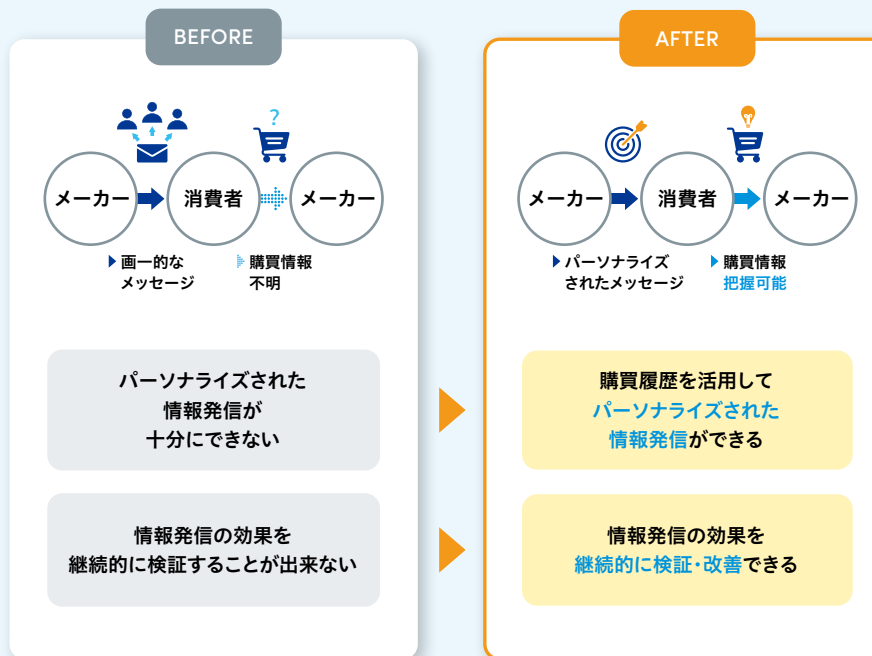 BEFORE
?
メーカー
消費者
メーカー
画一的な
メッセージ
購買情報
不明
パーソナライズされた
情報発信が
十分にできない
情報発信の効果を
継続的に検証することが出来ない
AFTER
メーカー
消費者
メーカー
パーソナライズ
されたメッセージ
購買情報
把握可能
購買履歴を活用して
パーソナライズされた
情報発信ができる
情報発信の効果を
継続的に検証・改善できる